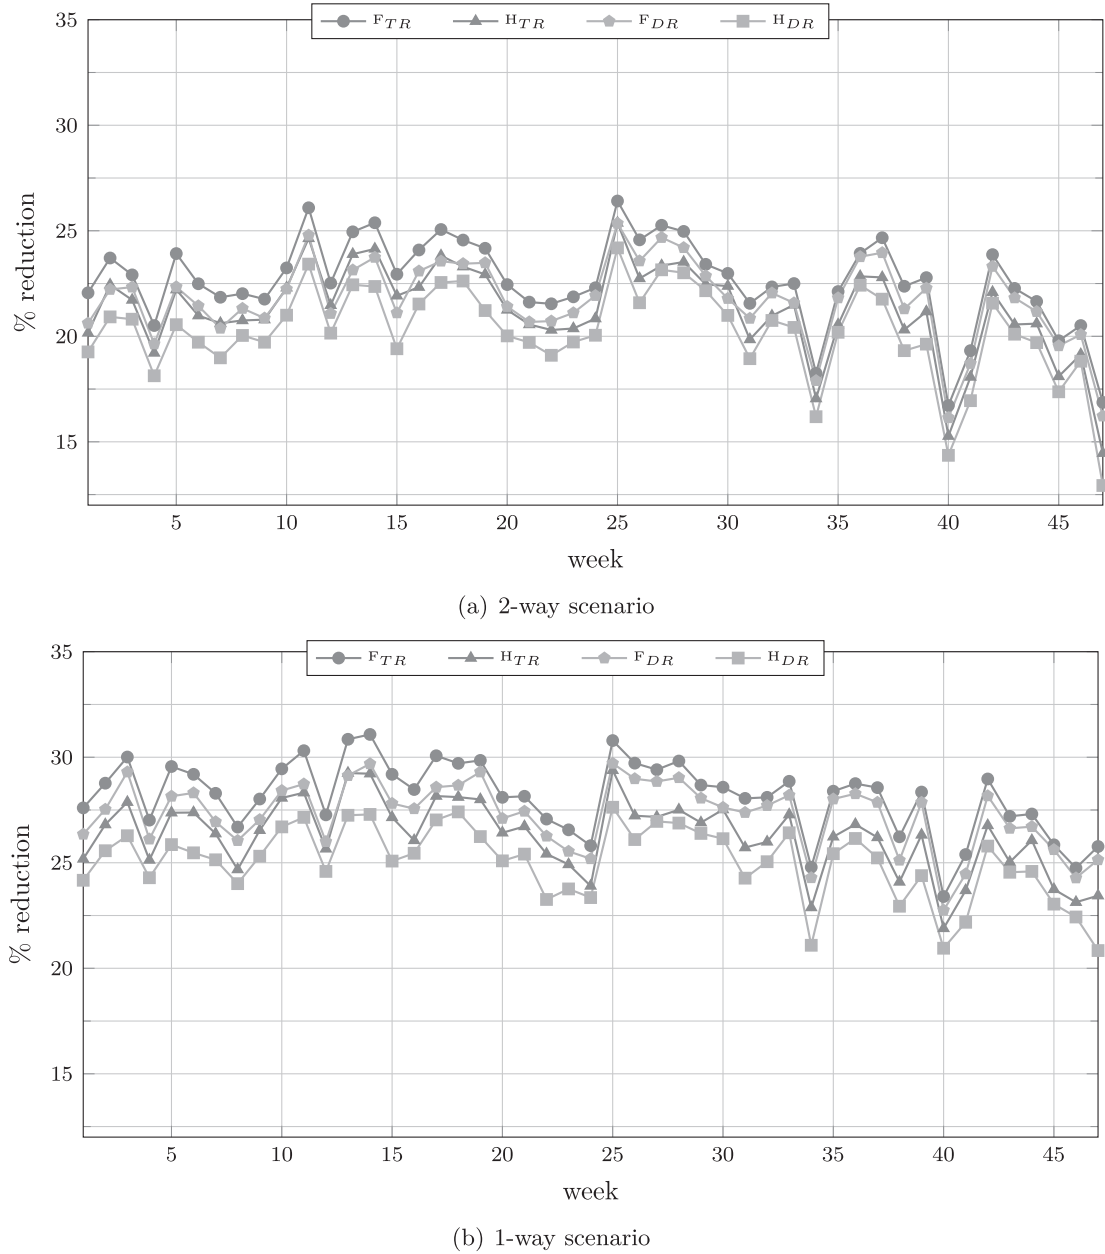 F_TR H_TR F_DR H_DR
35
30
25
20
15
% reduction
5 10 15 20 25 30 35 40 45
week
(a) 2-way scenario
F_TR H_TR F_DR H_DR
35
30
25
20
15
% reduction
5 10 15 20 25 30 35 40 45
week
(b) 1-way scenario